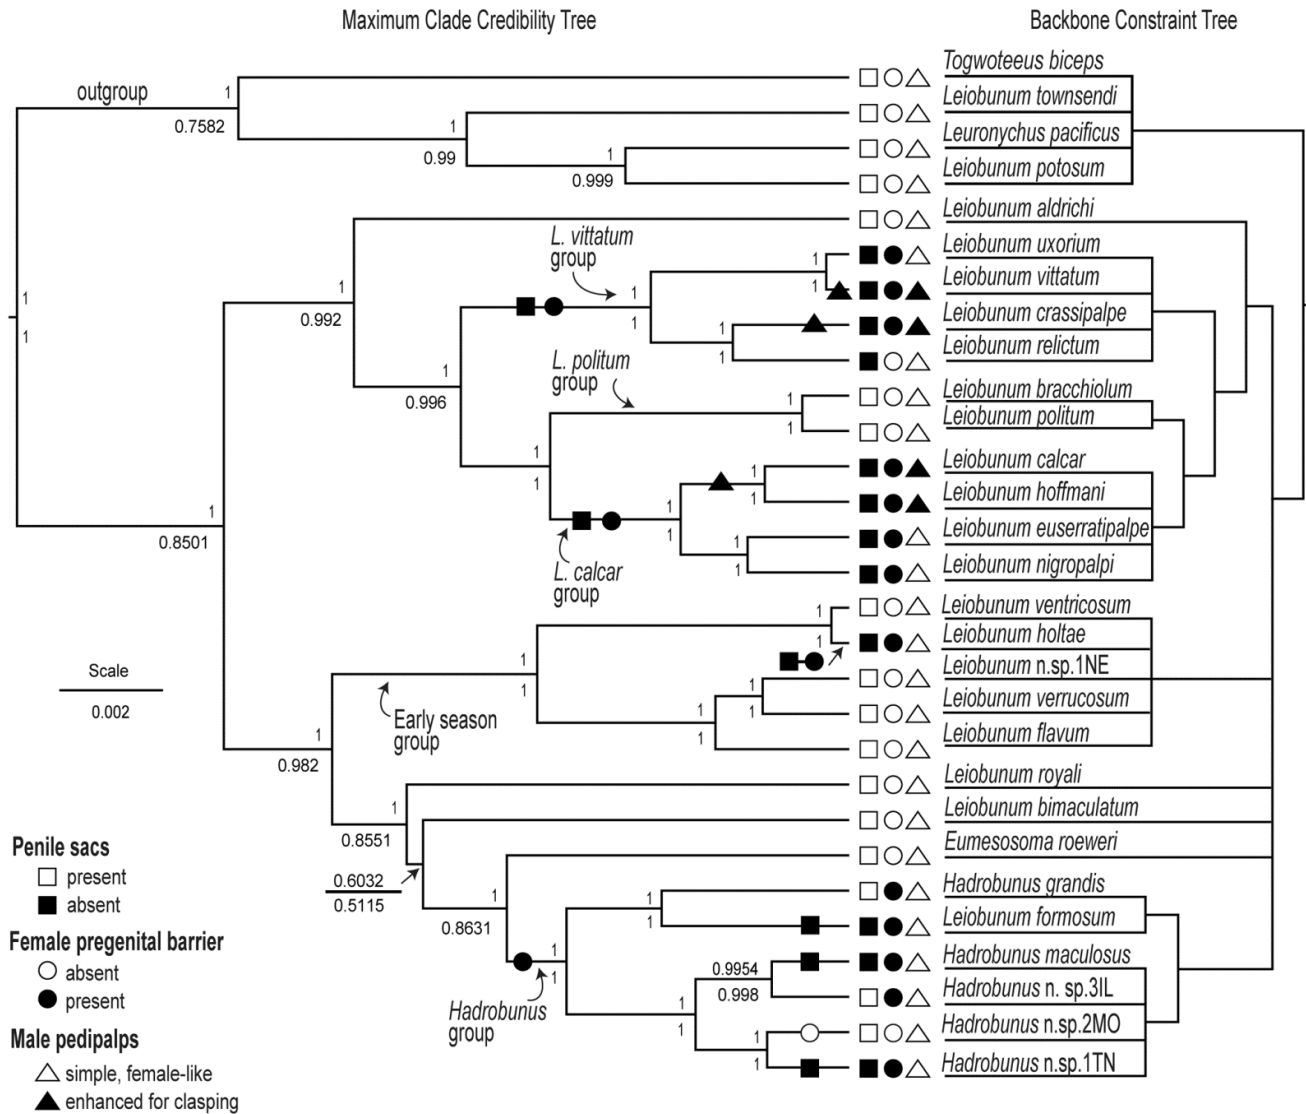 Maximum Clade Credibility Tree
Backbone Constraint Tree
outgroup
1
0.7582
1
0.99
1
0.999
Togwoteeus biceps
Leiobunum townsendi
Leuronychus pacificus
Leiobunum potosum
Leiobunum aldrichi
Leiobunum uxorium
Leiobunum vittatum
Leiobunum crassipalpe
Leiobunum relictum
Leiobunum bracchiolum
Leiobunum politum
Leiobunum calcar
Leiobunum hoffmani
Leiobunum euserratipalpe
Leiobunum nigropalpi
Leiobunum ventricosum
Leiobunum holtae
Leiobunum n.sp.1NE
Leiobunum verrucosum
Leiobunum flavum
Leiobunum royali
Leiobunum bimaculatum
Eumesosoma roeweri
Hadrobunus grandis
Leiobunum formosum
Hadrobunus maculosus
Hadrobunus n. sp.3IL
Hadrobunus n.sp.2MO
Hadrobunus n.sp.1TN
1
1
1
0.992
L. vittatum
group
1
1
1
1
1
1
1
0.996
L. politum
group
1
1
1
1
1
1
1
1
1
1
L. calcar
group
1
0.8501
1
1
1
1
1
1
1
1
Early season
group
1
0.982
1
0.8551
0.6032
0.5115
1
0.8631
1
1
1
1
Hadrobunus
group
0.9954
0.998
1
1
1
1
Scale
0.002
Penile sacs
present
absent
Female pregenital barrier
absent
present
Male pedipalps
simple, female-like
enhanced for clasping